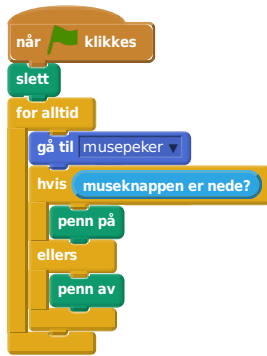 når klikkes
slett
for alltid
gå til musepeker
hvis museknappen er nede?
penn på
ellers
penn av